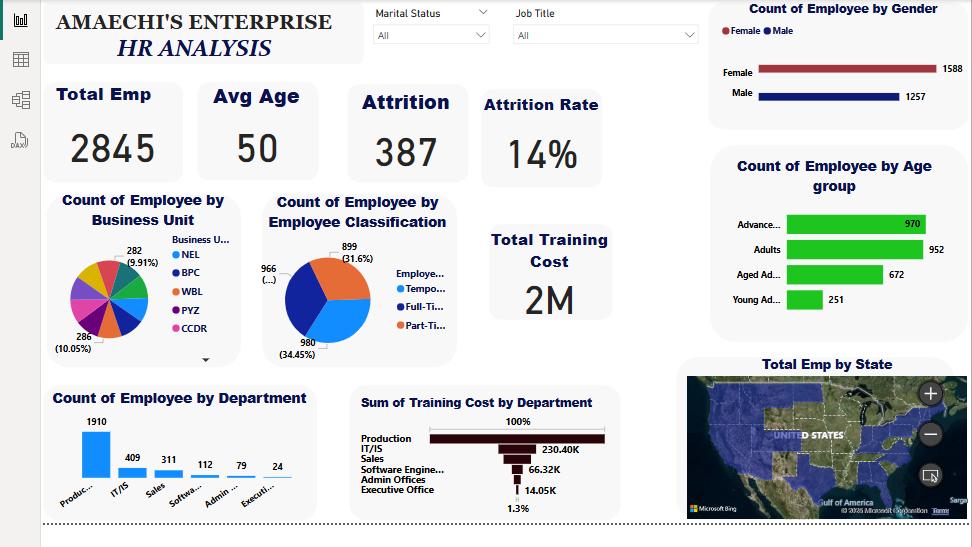 AMAECHI'S ENTERPRISE
HR ANALYSIS
Marital Status
All
Job Title
All
Count of Employee by Gender
Female Male
Female 1588
Male 1257
Total Emp
2845
Avg Age
50
Attrition
387
Attrition Rate
14%
Count of Employee by Age
group
Advance... 970
Adults 952
Aged Ad... 672
Young Ad... 251
Count of Employee by
Business Unit
282
(9.91%)
286
(10.05%)
Business U...
NEL
BPC
WBL
PYZ
CCDR
Count of Employee by
Employee Classification
899
(31.6%)
966
(...)
980
(34.45%)
Employe...
Tempo...
Full-Ti...
Part-Ti...
Total Training
Cost
2M
Total Emp by State
UNITED STATES
Gulf of America
Sarga
Microsoft Bing
© 2025 Microsoft Corporation Terms
Count of Employee by Department
1910
409
311
112
79
24
Produc...
IT/IS
Sales
Softwa...
Admin ...
Executi...
Sum of Training Cost by Department
100%
Production
IT/IS 230.40K
Sales
Software Engine... 66.32K
Admin Offices
Executive Office 14.05K
1.3%
DAX